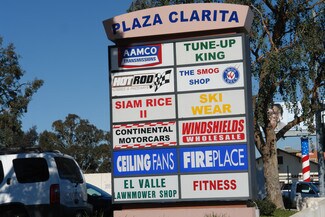 PLAZA CLARITA
AAMCO
TRANSMISSIONS
TUNE-UP
KING
HOT ROD
THE SMOG
SHOP
SIAM RICE II
SKI
WEAR
CONTINENTAL
MOTORCARS
WINDSHIELDS
WHOLESALE
CEILING FANS
FIREPLACE
EL VALLE
LAWNMOWER SHOP
FITNESS